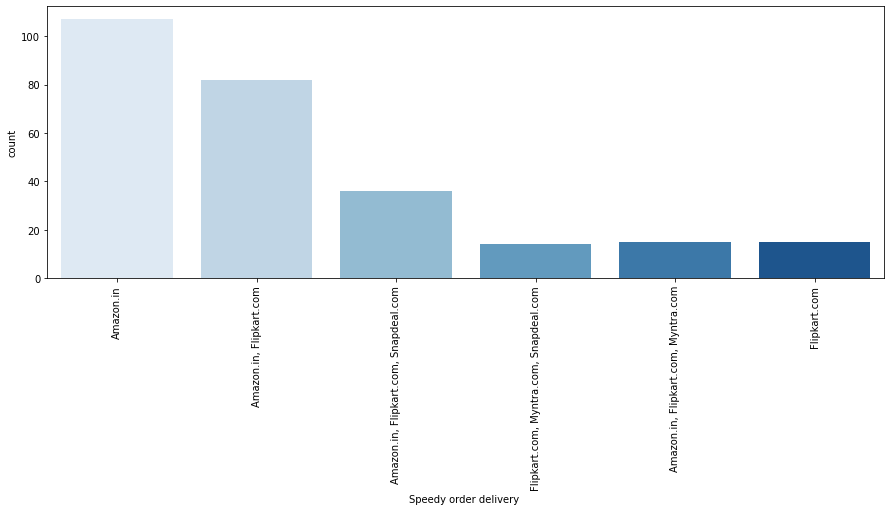 100
80
60
40
20
0
count
Amazon.in
Amazon.in, Flipkart.com
Amazon.in, Flipkart.com, Snapdeal.com
Flipkart.com, Myntra.com, Snapdeal.com
Amazon.in, Flipkart.com, Myntra.com
Flipkart.com
Speedy order delivery